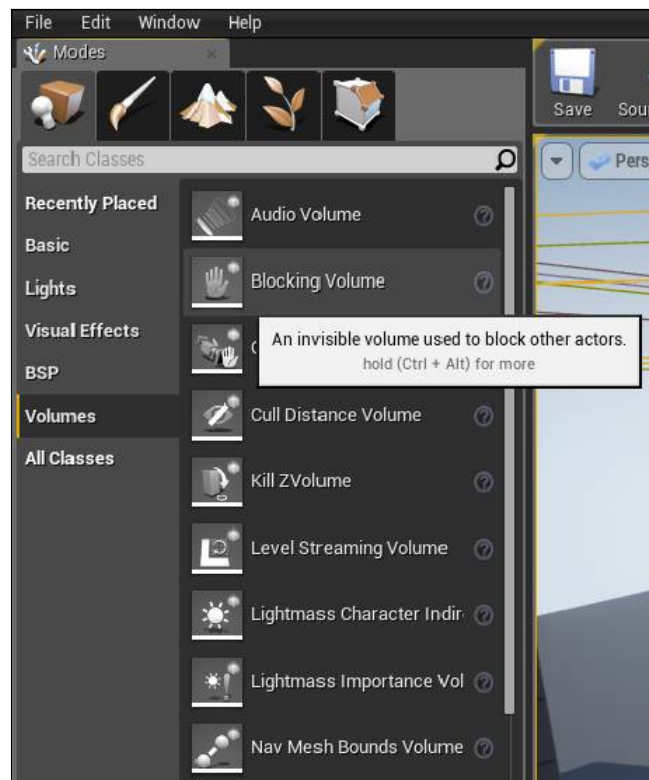 File Edit Window Help
Modes
Save
Search Classes
Pers
Recently Placed
Basic
Lights
Visual Effects
BSP
Volumes
All Classes
Audio Volume
Blocking Volume
An invisible volume used to block other actors.
hold (Ctrl + Alt) for more
Cull Distance Volume
Kill ZVolume
Level Streaming Volume
Lightmass Character Indir
Lightmass Importance Vol
Nav Mesh Bounds Volume